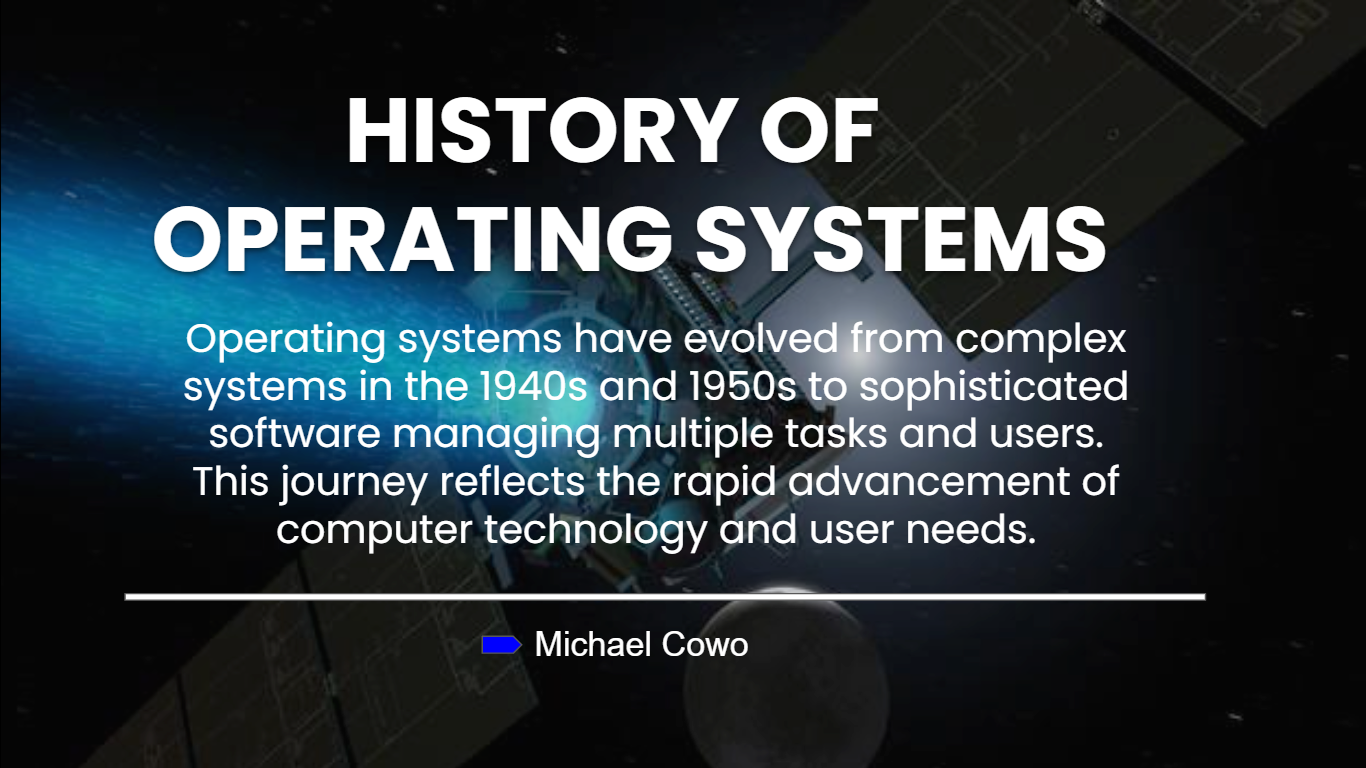 HISTORY OF
OPERATING SYSTEMS
Operating systems have evolved from complex
systems in the 1940s and 1950s to sophisticated
software managing multiple tasks and users.
This journey reflects the rapid advancement of
computer technology and user needs.
Michael Cowo